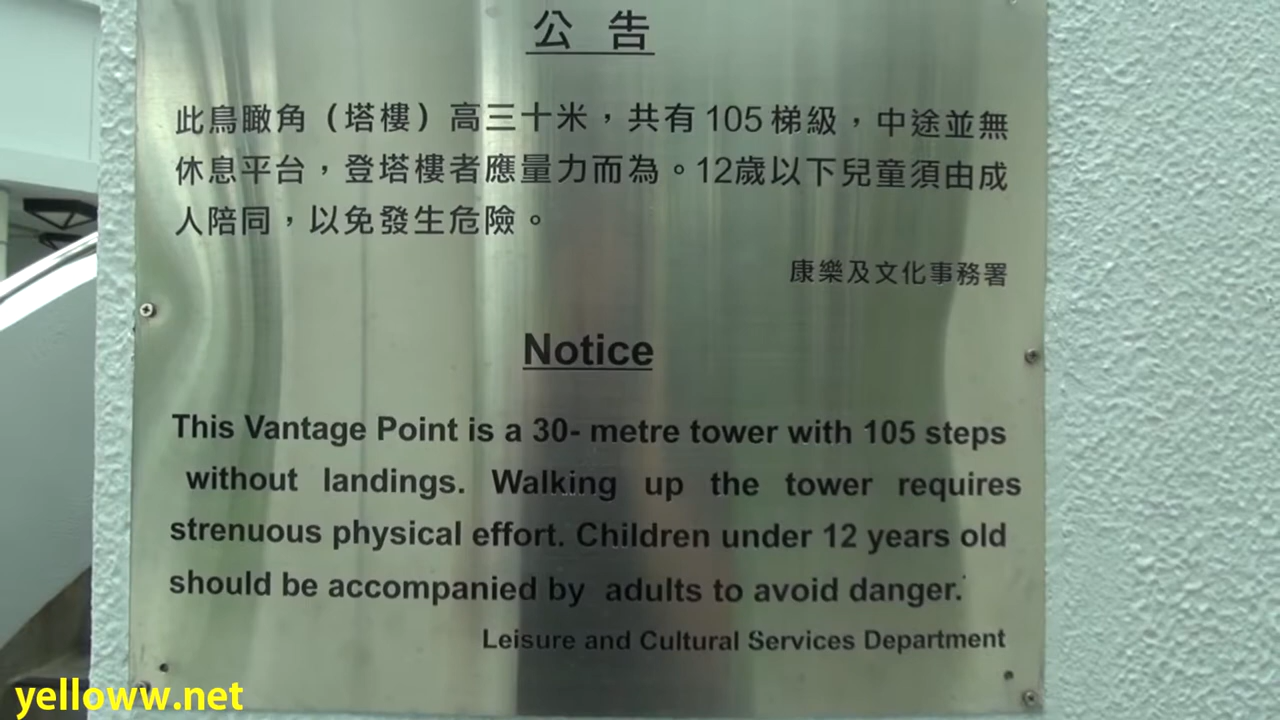 公 告
此鳥瞰角（塔樓）高三十米，共有 105 梯級，中途並無
休息平台，登塔樓者應量力而為。12歲以下兒童須由成
人陪同，以免發生危險。
康樂及文化事務署
Notice
This Vantage Point is a 30- metre tower with 105 steps
without landings. Walking up the tower requires
strenuous physical effort. Children under 12 years old
should be accompanied by adults to avoid danger.
Leisure and Cultural Services Department
yelloww.net